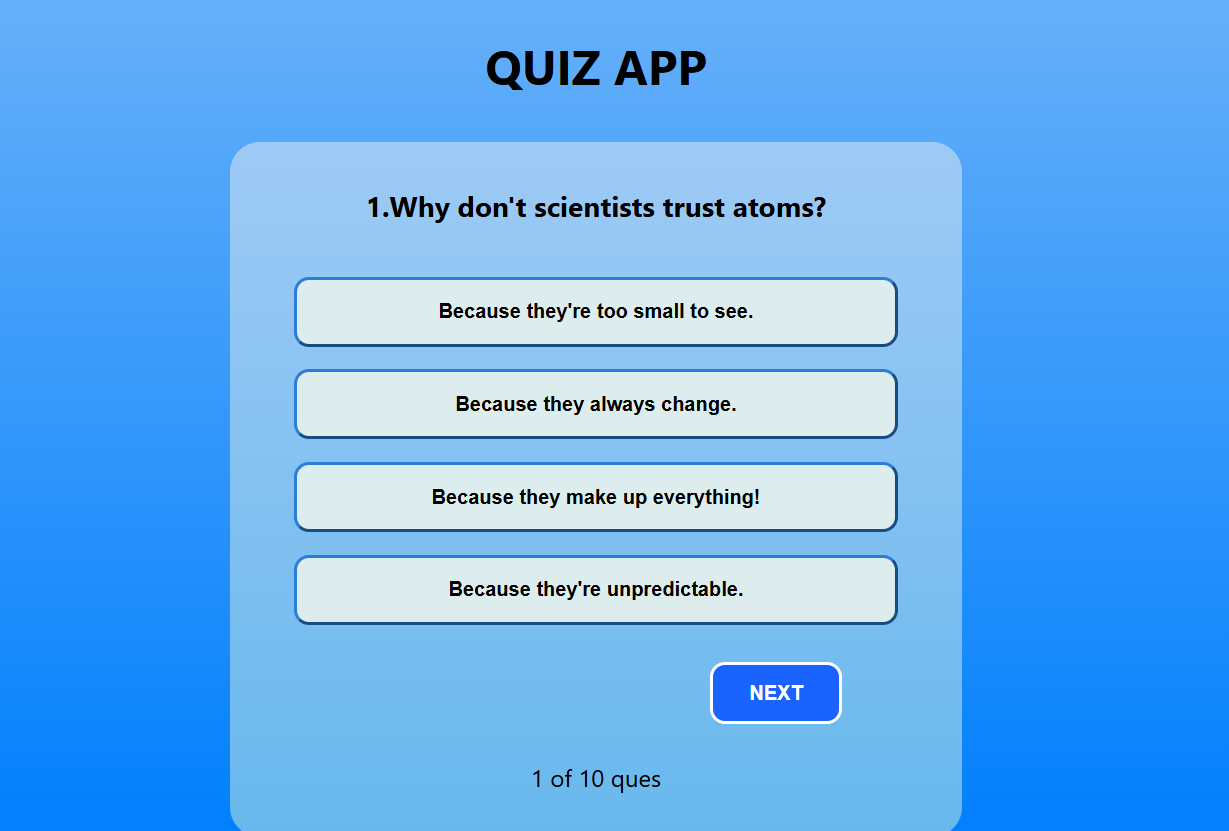 QUIZ APP
1.Why don't scientists trust atoms?
Because they're too small to see.
Because they always change.
Because they make up everything!
Because they're unpredictable.
NEXT
1 of 10 ques